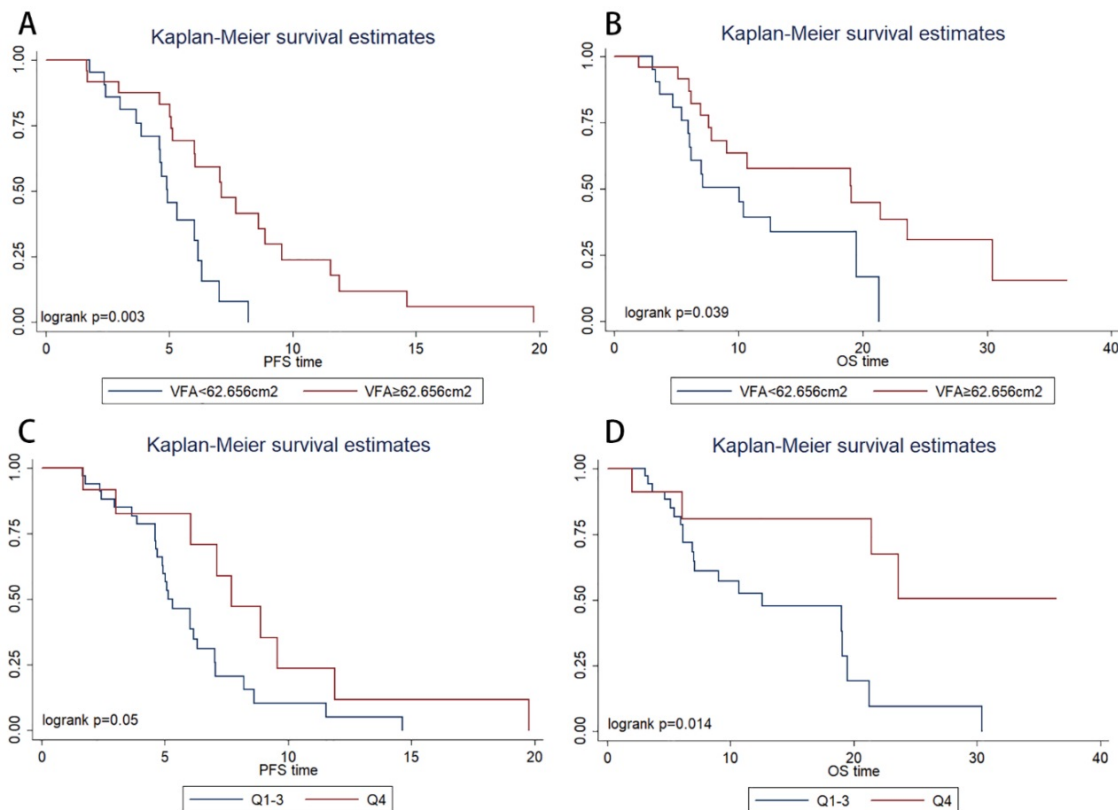 A
Kaplan-Meier survival estimates
1.00
0.75
0.50
0.25
0.00
logrank p=0.003
0 5 10 15 20
PFS time
VFA<62.656cm2 VFA≥62.656cm2
B
Kaplan-Meier survival estimates
1.00
0.75
0.50
0.25
0.00
logrank p=0.039
0 10 20 30 40
OS time
VFA<62.656cm2 VFA≥62.656cm2
C
Kaplan-Meier survival estimates
1.00
0.75
0.50
0.25
0.00
logrank p=0.05
0 5 10 15 20
PFS time
Q1-3 Q4
D
Kaplan-Meier survival estimates
1.00
0.75
0.50
0.25
0.00
logrank p=0.014
0 10 20 30 40
OS time
Q1-3 Q4